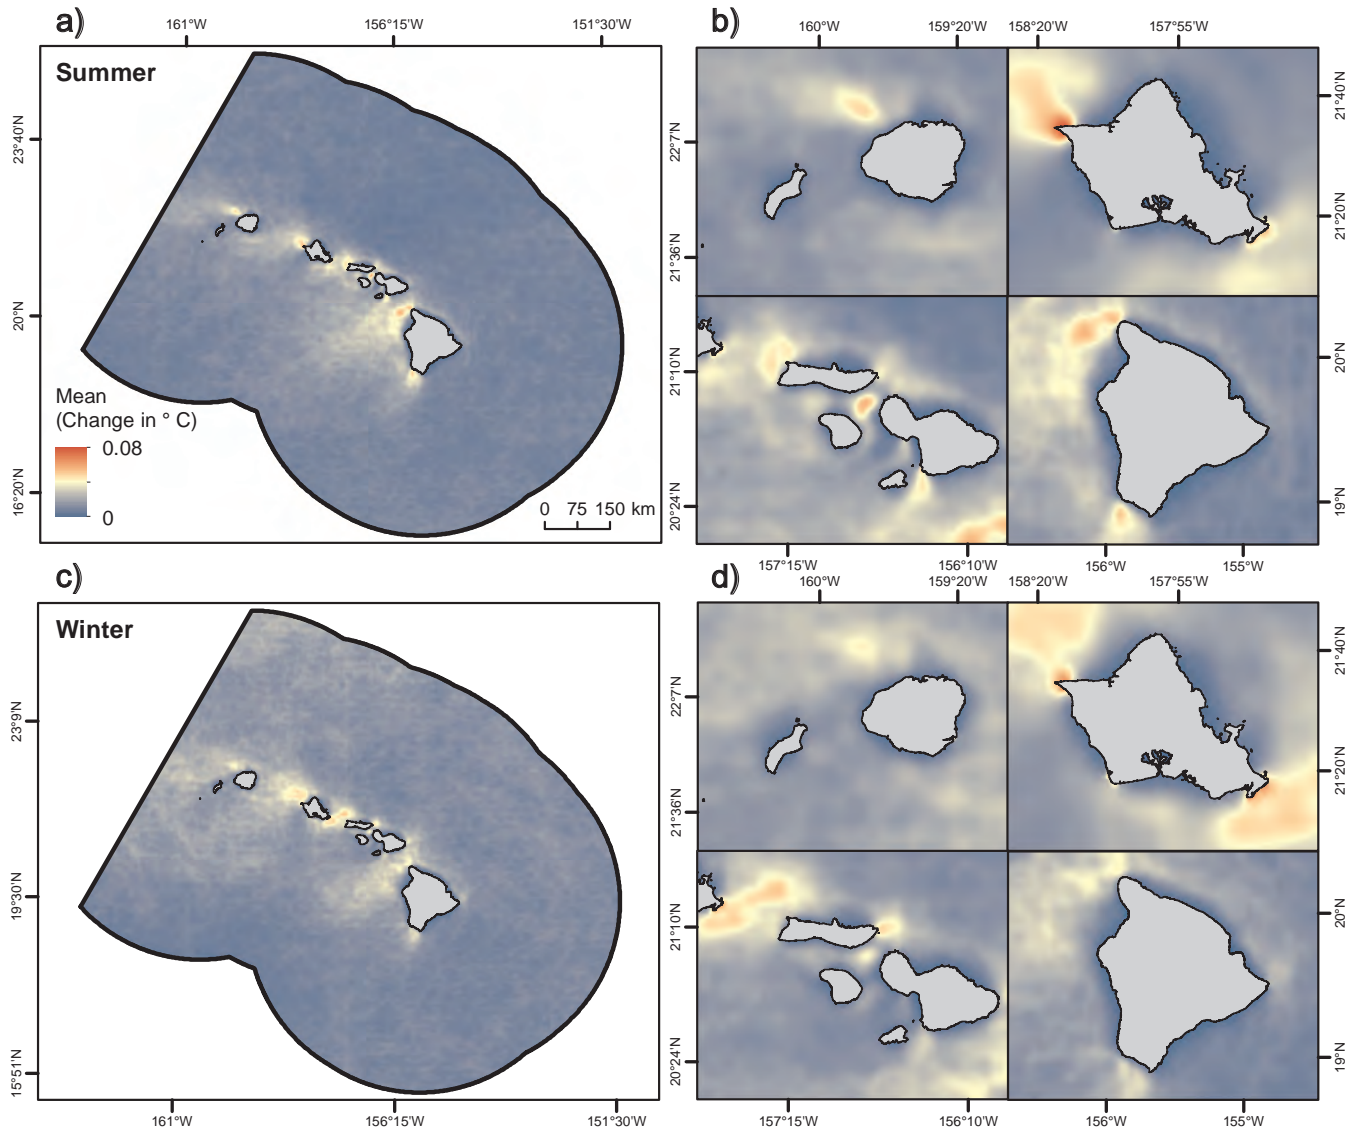 a)
161°W 156°15'W 151°30'W
Summer
23°40'N
20°N
16°20'N
Mean
(Change in ° C)
0.08
0
0 75 150 km
b)
160°W 159°20'W 158°20'W 157°55'W
22°7'N
21°36'N
21°40'N
21°20'N
21°10'N
20°24'N
20°N
19°N
157°15'W 156°10'W 156°W 155°W
c)
Winter
23°9'N
19°30'N
15°51'N
161°W 156°15'W 151°30'W
d)
160°W 159°20'W 158°20'W 157°55'W
22°7'N
21°36'N
21°40'N
21°20'N
21°10'N
20°24'N
20°N
19°N
157°15'W 156°10'W 156°W 155°W